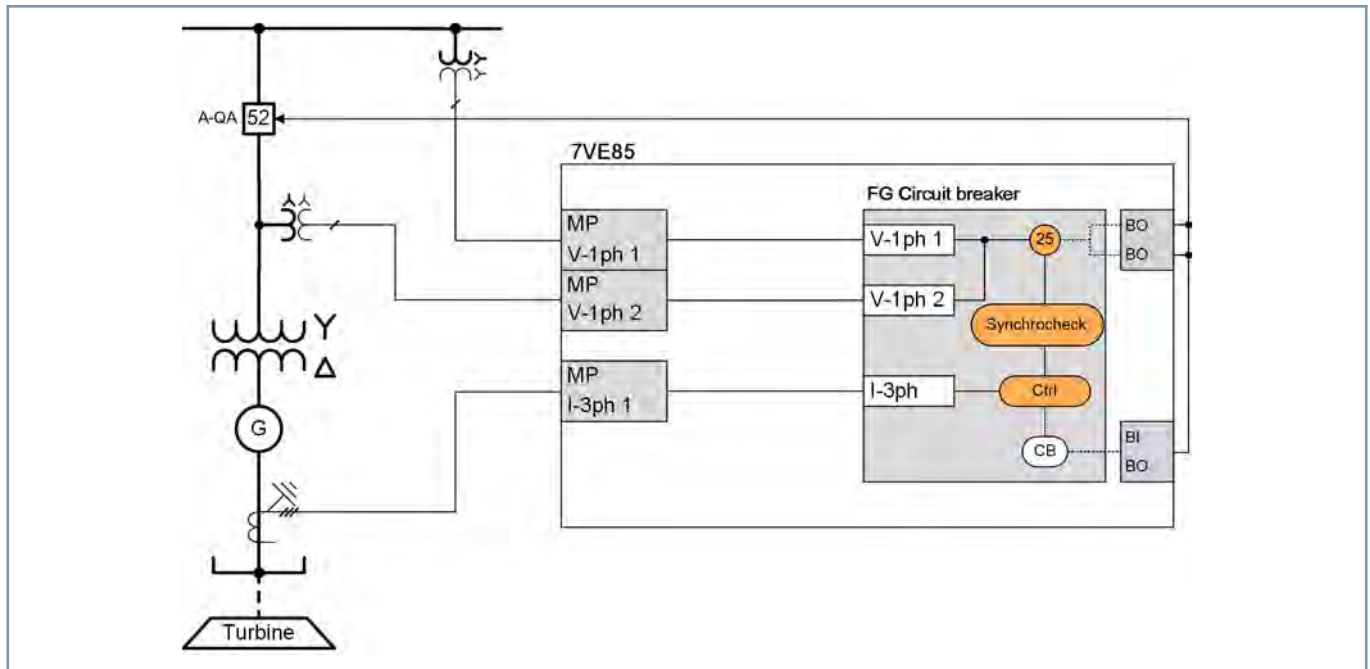 A-QA
52
7VE85
FG Circuit breaker
MP
V-1ph 1
MP
V-1ph 2
MP
I-3ph 1
V-1ph 1
V-1ph 2
I-3ph
25
Synchrocheck
Ctrl
CB
BO
BO
BI
BO
Y
Δ
G
Turbine